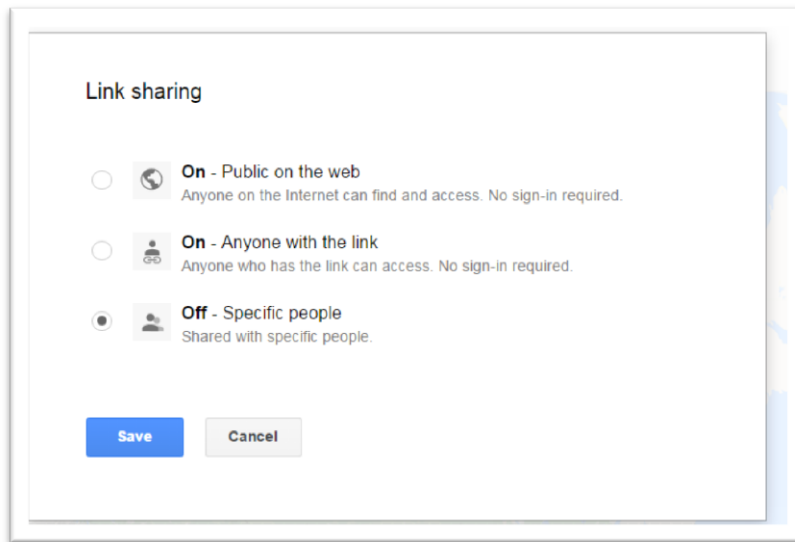 Link sharing
On - Public on the web
Anyone on the Internet can find and access. No sign-in required.
On - Anyone with the link
Anyone who has the link can access. No sign-in required.
Off - Specific people
Shared with specific people.
Save Cancel